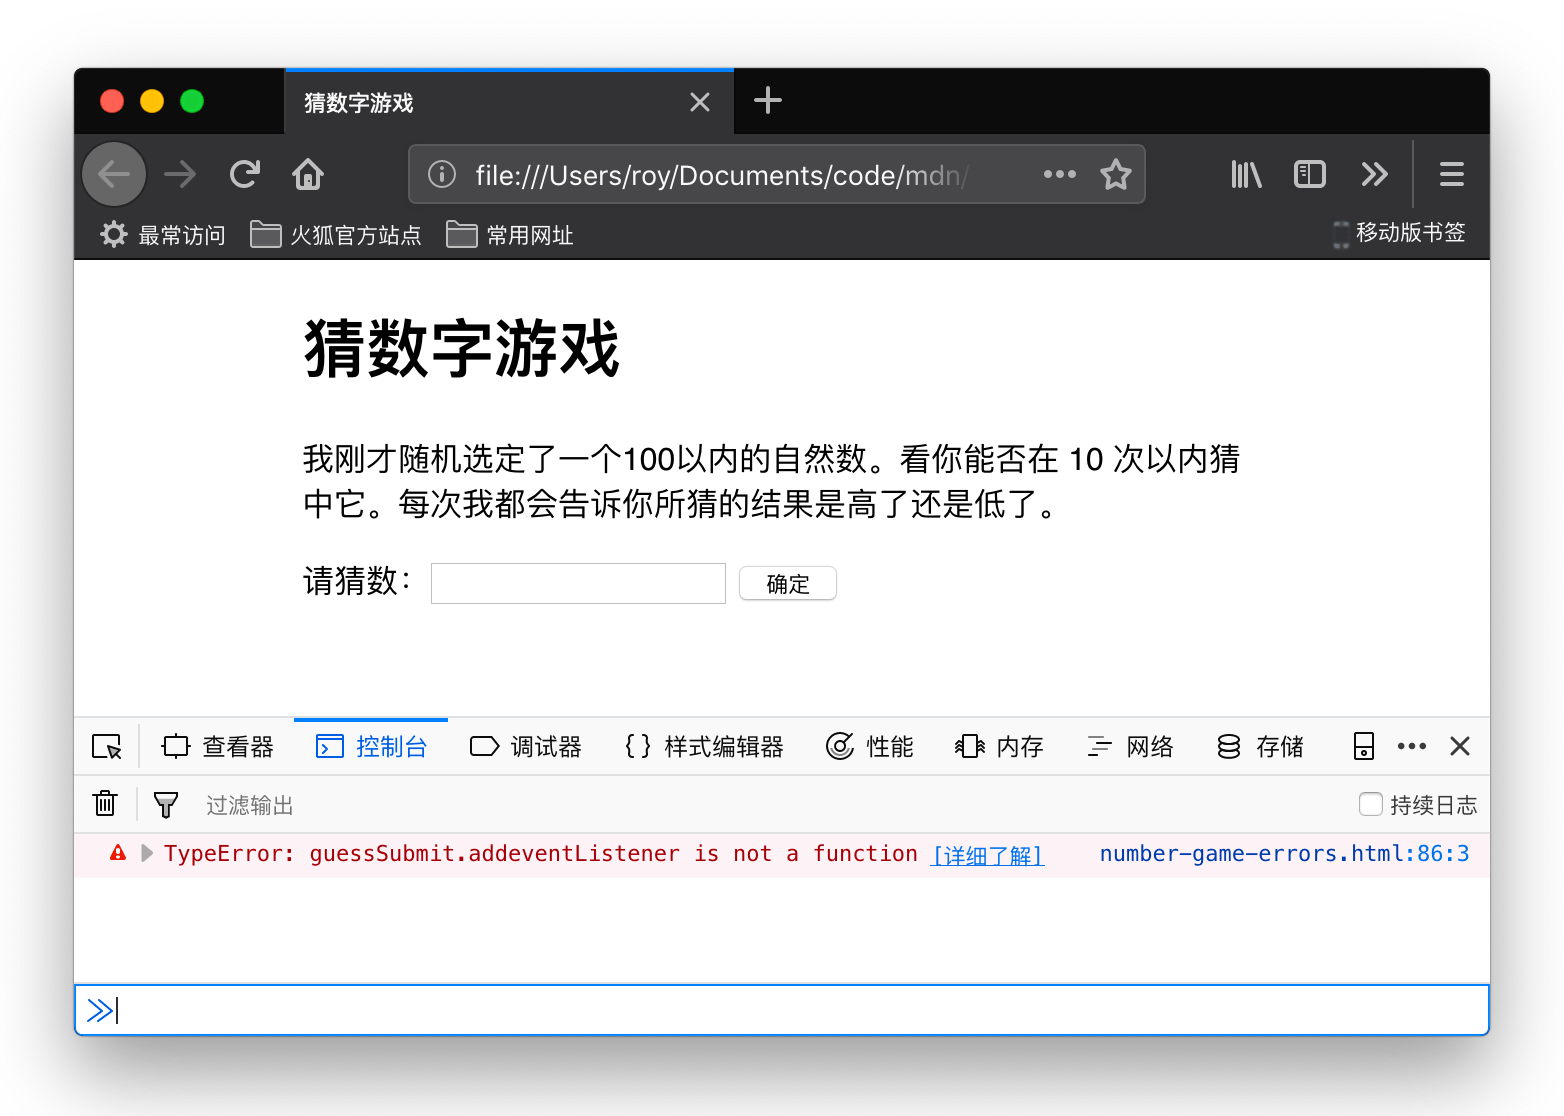 猜数字游戏
file:///Users/roy/Documents/code/mdn/
最常访问 火狐官方站点 常用网址 移动版书签
猜数字游戏
我刚才随机选定了一个100以内的自然数。看你能否在 10 次以内猜
中它。每次我都会告诉你所猜的结果是高了还是低了。
请猜数： 确定
查看器 控制台 调试器 {} 样式编辑器 性能 内存 网络 存储
过滤输出 持续日志
TypeError: guessSubmit.addeventListener is not a function [详细了解] number-game-errors.html:86:3